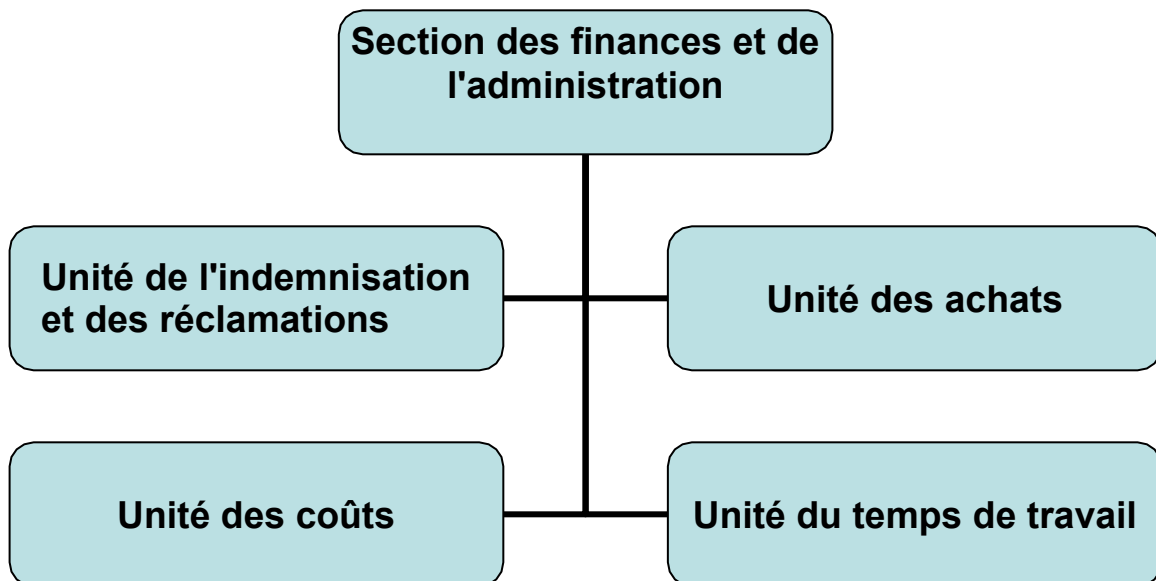 Section des finances et de
l'administration
Unité de l'indemnisation
et des réclamations
Unité des achats
Unité des coûts
Unité du temps de travail